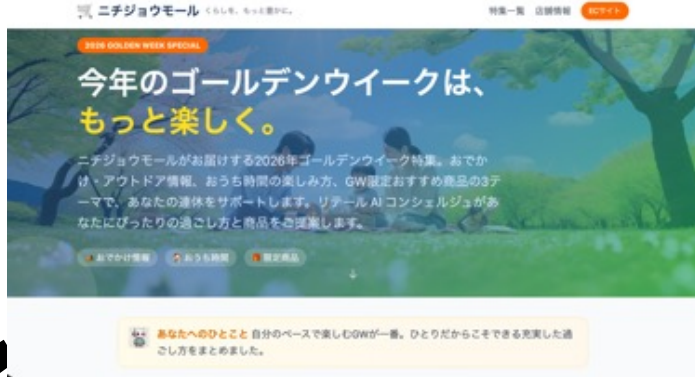 ニチジョウモール くらしを、もっと豊かに。
特集一覧 店舗情報 ECサイト
2026 GOLDEN WEEK SPECIAL
今年のゴールデンウイークは、
もっと楽しく。
ニチジョウモールがお届けする2026年ゴールデンウイーク特集。おでか
け・アウトドア情報、おうち時間の楽しみ方、GW限定おすすめ商品の3テ
ーマで、あなたの連休をサポートします。リテール AI コンシェルジュがあ
なたにぴったりの過ごし方と商品をご提案します。
おでかけ情報 おうち時間 限定商品
↓
あなたへのひとこと 自分のペースで楽しむGWが一番。ひとりだからこそできる充実した過
ごし方をまとめました。